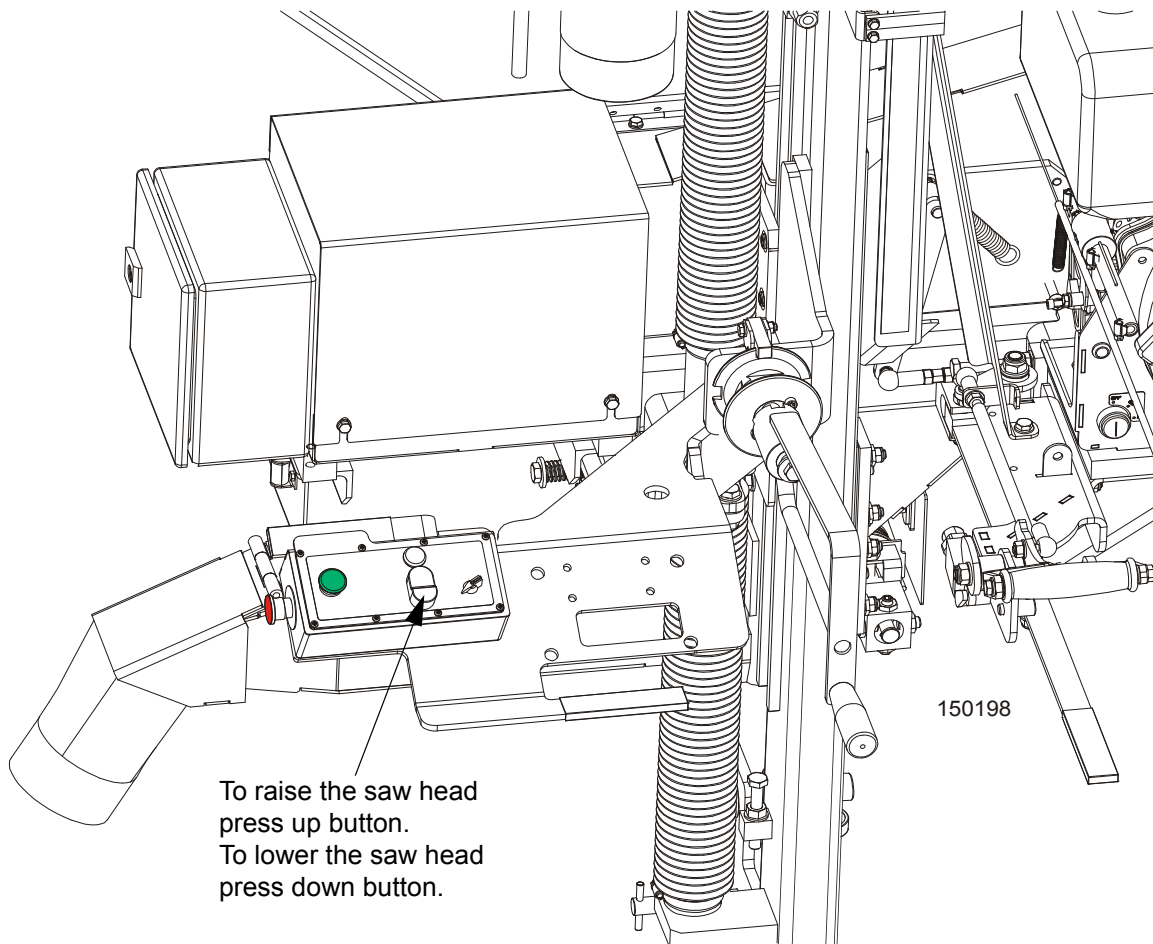 150198
To raise the saw head
press up button.
To lower the saw head
press down button.